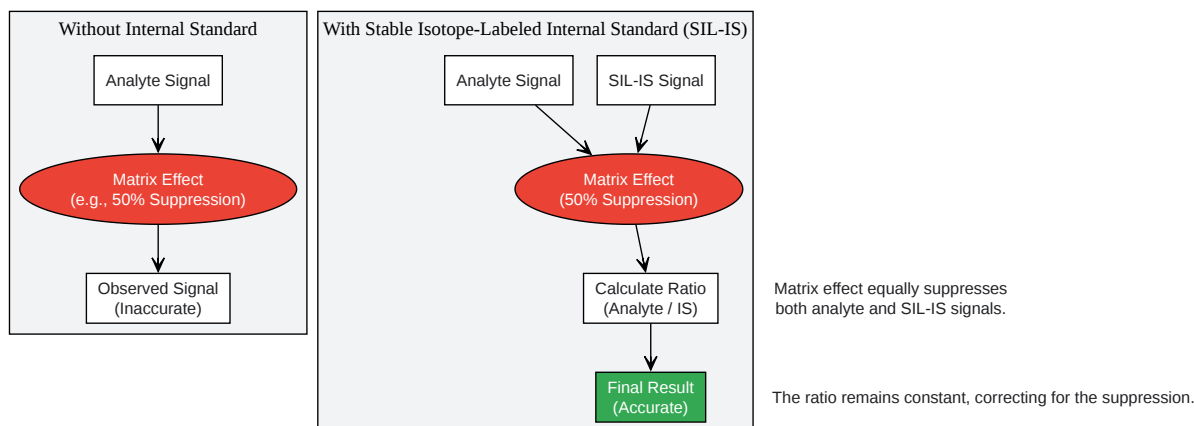 Without Internal Standard
Analyte Signal
Matrix Effect
(e.g., 50% Suppression)
Observed Signal
(Inaccurate)
With Stable Isotope-Labeled Internal Standard (SIL-IS)
Analyte Signal
SIL-IS Signal
Matrix Effect
(50% Suppression)
Calculate Ratio
(Analyte / IS)
Final Result
(Accurate)
Matrix effect equally suppresses
both analyte and SIL-IS signals.
The ratio remains constant, correcting for the suppression.